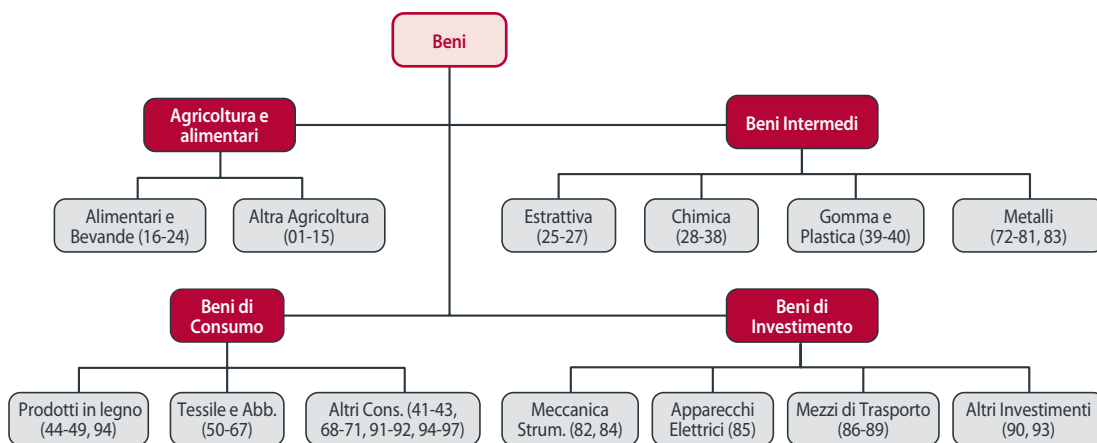 Beni
Agricoltura e
alimentari
Beni Intermedi
Alimentari e
Bevande (16-24)
Altra Agricoltura
(01-15)
Estrattiva
(25-27)
Chimica
(28-38)
Gomma e
Plastica (39-40)
Metalli
(72-81, 83)
Beni di
Consumo
Beni di
Investimento
Prodotti in legno
(44-49, 94)
Tessile e Abb.
(50-67)
Altri Cons. (41-43,
68-71, 91-92, 94-97)
Meccanica
Strum. (82, 84)
Apparecchi
Elettrici (85)
Mezzi di Trasporto
(86-89)
Altri Investimenti
(90, 93)